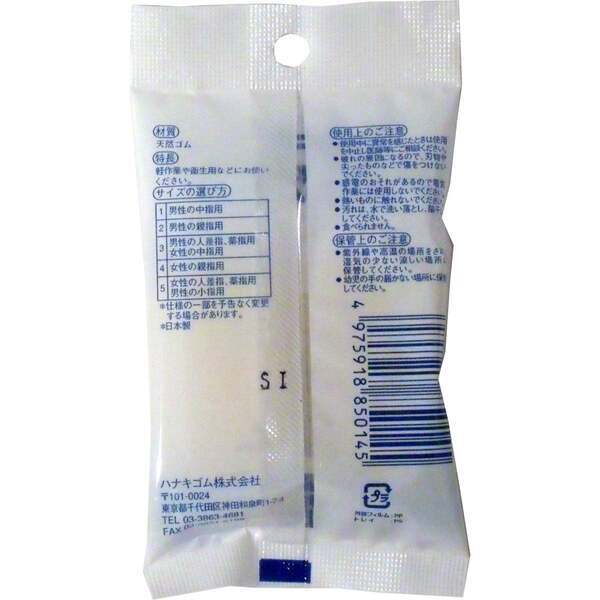 材質
天然ゴム
特長
軽作業や衛生用などにお使い
ください。
サイズの選び方
1 男性の中指用
2 男性の親指用
3 男性の人差指、薬指用
女性の中指用
4 女性の親指用
5 女性の人差指、薬指用
男性の小指用
*仕様の一部を予告なく変更
する場合があります。
*日本製
SI
ハナキゴム株式会社
〒101-0024
東京都千代田区神田和泉町1-2-4
TEL 03-3863-4681
FAX
使用上のご注意
●使用中に異常を感じたときは使用
を中止し医師等にご相談ください。
●破れの原因になるので、刃物や
尖ったものなどで傷をつけない
でください。
●感電のおそれがあるので電気
作業には使用しないでください。
●熱いものに触れないでください。
●汚れは、水で洗い落とし、陰干し
してください。
●食べられません。
保管上のご注意
●紫外線や高温の場所をさけ、
湿気の少ない涼しい場所に
保管してください。
●幼児の手の届かない場所に保管
してください。
4 975918 850145
プラ
外装フィルム:PP
トレイ :PS